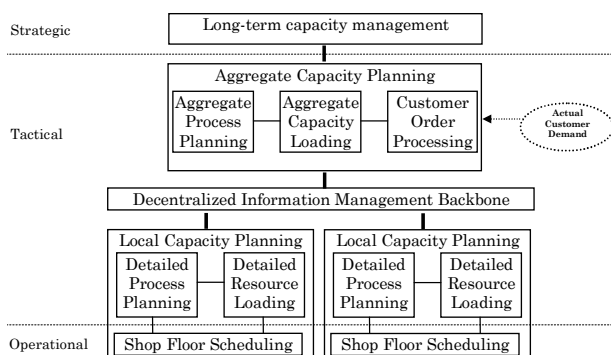 Strategic
Long-term capacity management
Aggregate Capacity Planning
Aggregate
Process
Planning
Aggregate
Capacity
Loading
Customer
Order
Processing
Actual
Customer
Demand
Tactical
Decentralized Information Management Backbone
Local Capacity Planning
Detailed
Process
Planning
Detailed
Resource
Loading
Local Capacity Planning
Detailed
Process
Planning
Detailed
Resource
Loading
Operational
Shop Floor Scheduling
Shop Floor Scheduling